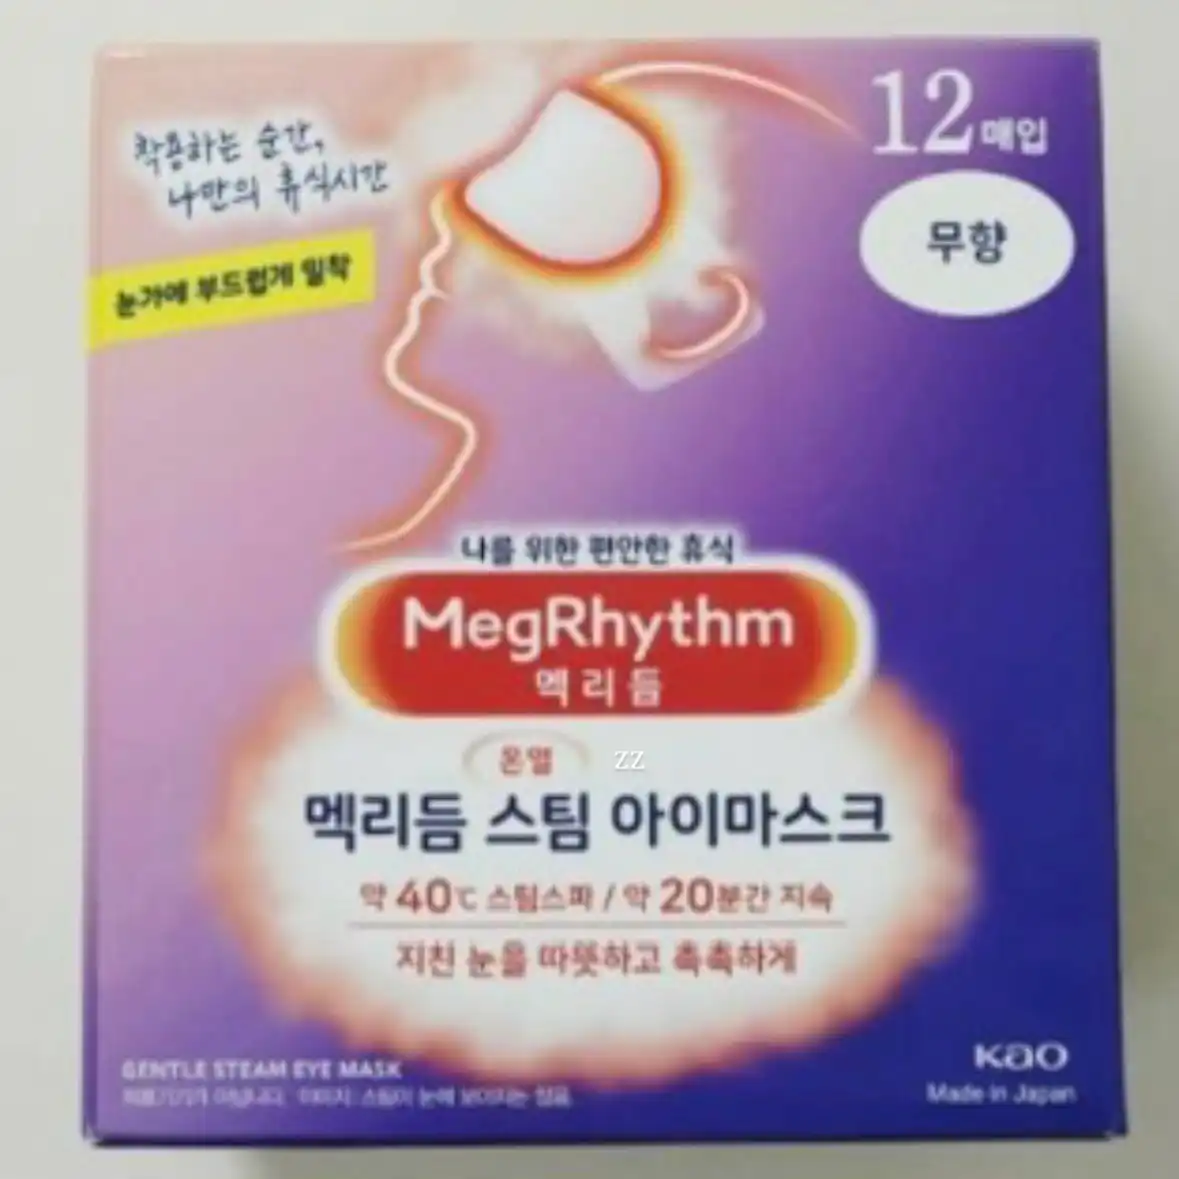 착용하는 순간,
나만의 휴식시간
눈가에 부드럽게 밀착
12매입
무향
나를 위한 편안한 휴식
MegRhythm
멕리듬
온열
zz
멕리듬 스팀 아이마스크
약 40℃ 스팀스파 / 약 20분간 지속
지친 눈을 따뜻하고 촉촉하게
GENTLE STEAM EYE MASK
Kao
Made in Japan